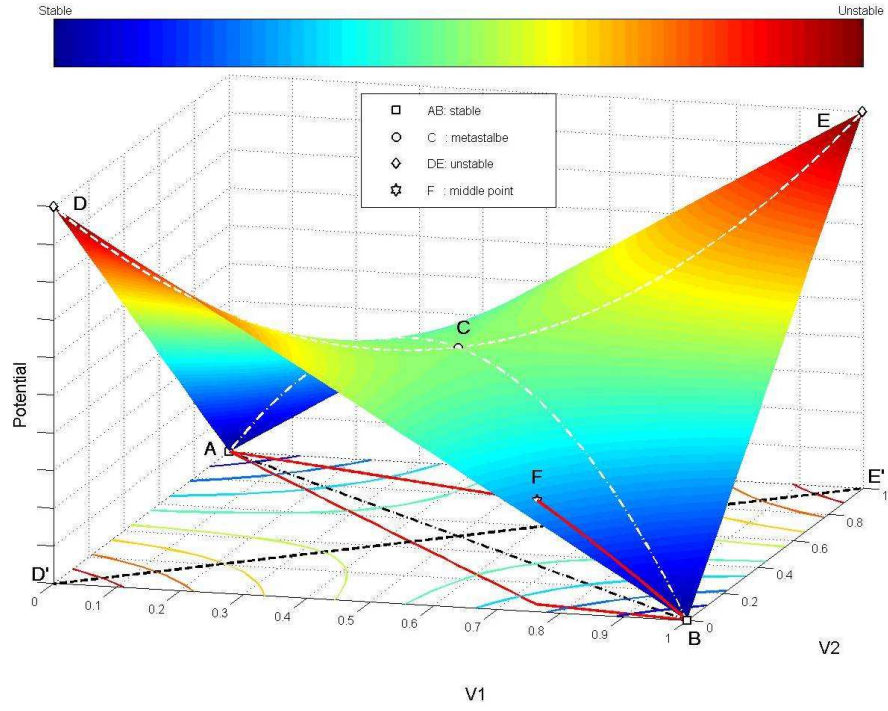 Stable Unstable
AB: stable
C : metastalbe
DE: unstable
F : middle point
E
D
C
Potential
A
F
E'
D'
0 0.1 0.2 0.3 0.4 0.5 0.6 0.7 0.8 0.9 1
0 0.2 0.4 0.6 0.8 1
B
V2
V1